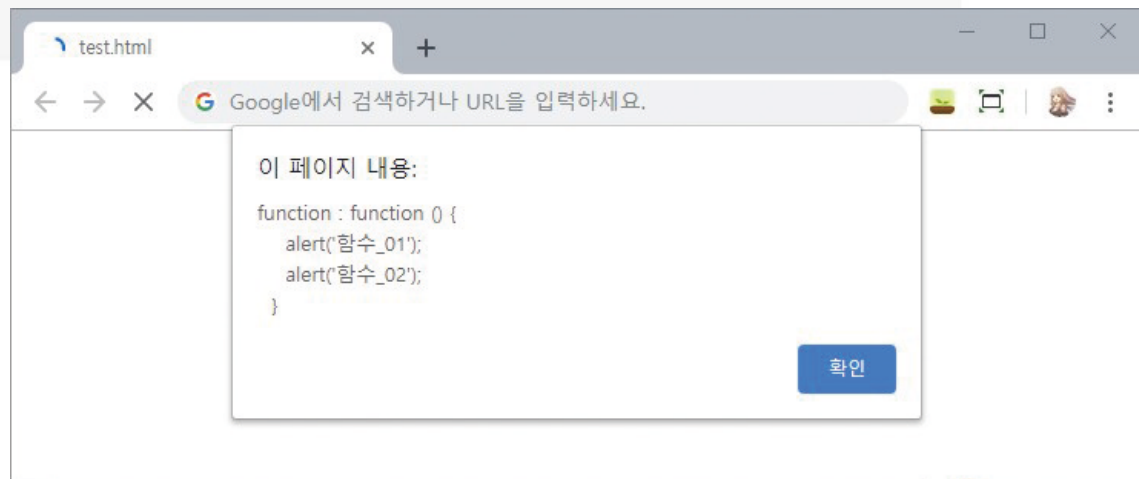 test.html
Google에서 검색하거나 URL을 입력하세요.
이 페이지 내용:
function : function () {
alert('함수_01');
alert('함수_02');
}
확인